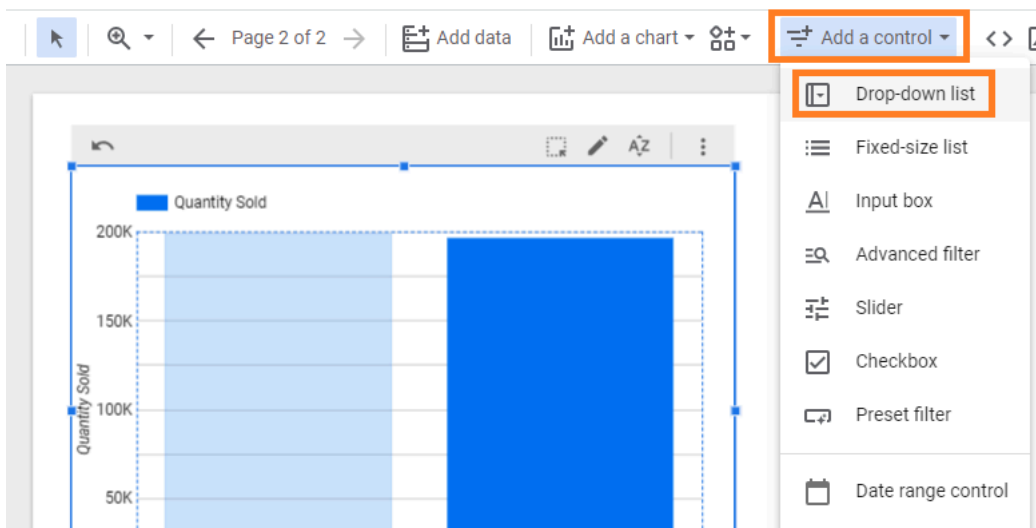 Page 2 of 2 Add data Add a chart Add a control
Drop-down list
Fixed-size list
Input box
Advanced filter
Slider
Checkbox
Preset filter
Date range control
AZ
Quantity Sold
200K
150K
100K
50K
Quantity Sold